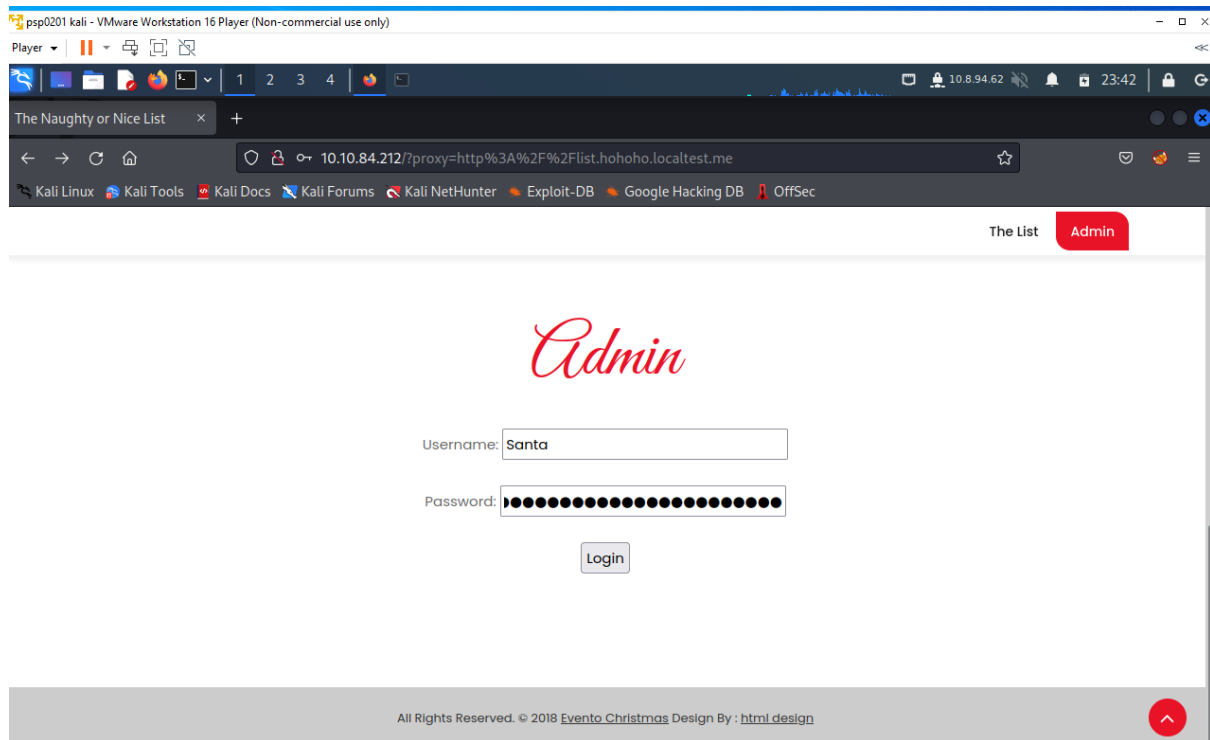 psp0201 kali - VMware Workstation 16 Player (Non-commercial use only)
Player
1 2 3 4 10.8.94.62 23:42
The Naughty or Nice List
10.10.84.212/?proxy=http%3A%2F%2Flist.hohoho.localtest.me
Kali Linux Kali Tools Kali Docs Kali Forums Kali NetHunter Exploit-DB Google Hacking DB OffSec
The List Admin
Admin
Username: Santa
Password:
Login
All Rights Reserved. © 2018 Evento Christmas Design By : html design